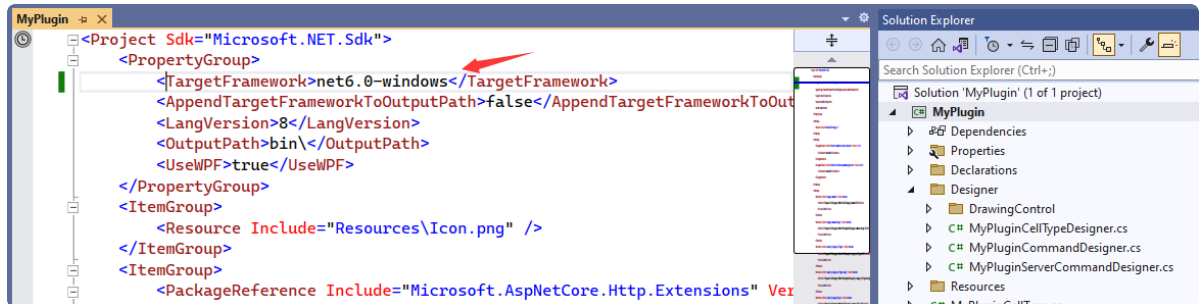 MyPlugin
<Project Sdk="Microsoft.NET.Sdk">
<PropertyGroup>
<TargetFramework>net6.0-windows</TargetFramework>
<AppendTargetFrameworkToOutputPath>false</AppendTargetFrameworkToOut
<LangVersion>8</LangVersion>
<OutputPath>bin\</OutputPath>
<UseWPF>true</UseWPF>
</PropertyGroup>
<ItemGroup>
<Resource Include="Resources\Icon.png" />
</ItemGroup>
<ItemGroup>
<PackageReference Include="Microsoft.AspNetCore.Http.Extensions" Ver
Solution Explorer
Search Solution Explorer (Ctrl+;)
Solution 'MyPlugin' (1 of 1 project)
C# MyPlugin
Dependencies
Properties
Declarations
Designer
DrawingControl
C# MyPluginCellTypeDesigner.cs
C# MyPluginCommandDesigner.cs
C# MyPluginServerCommandDesigner.cs
Resources